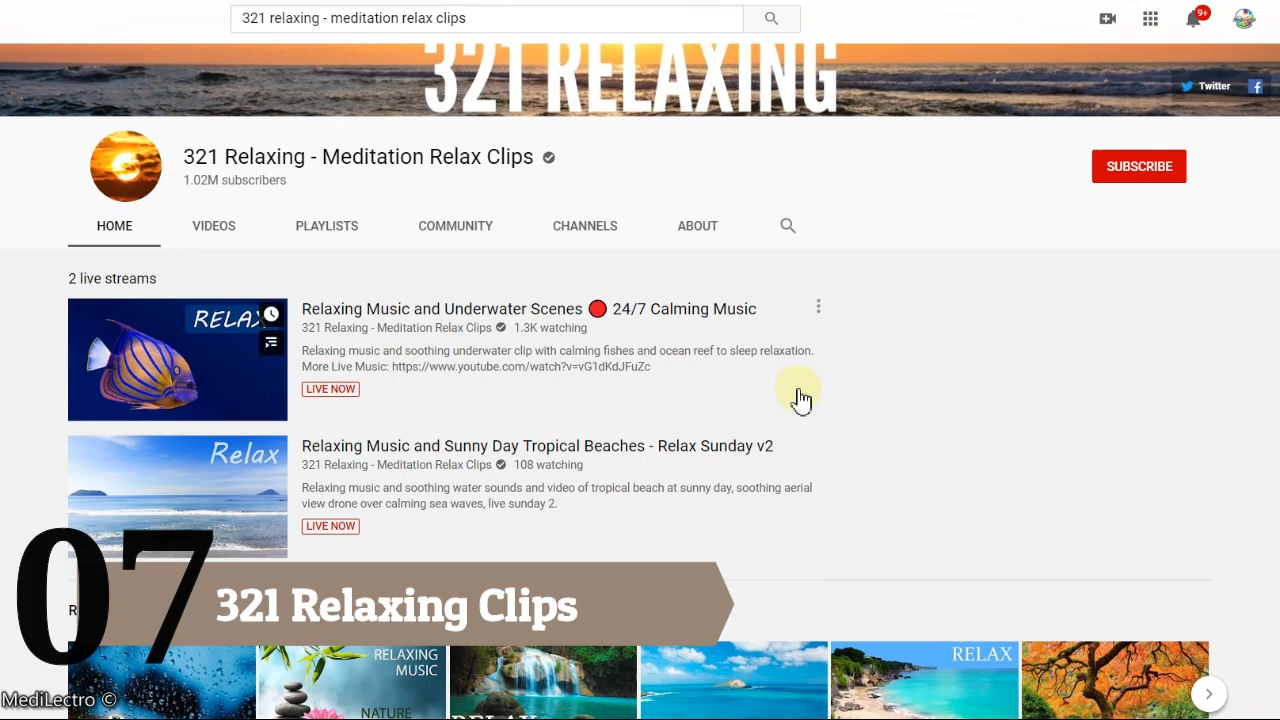 321 relaxing - meditation relax clips
9+
321 RELAXING
Twitter
321 Relaxing - Meditation Relax Clips
1.02M subscribers
SUBSCRIBE
HOME VIDEOS PLAYLISTS COMMUNITY CHANNELS ABOUT
2 live streams
RELAX
Relaxing Music and Underwater Scenes 🔴 24/7 Calming Music
321 Relaxing - Meditation Relax Clips 1.3K watching
Relaxing music and soothing underwater clip with calming fishes and ocean reef to sleep relaxation.
More Live Music: https://www.youtube.com/watch?v=vG1dKdJFuZc
LIVE NOW
Relax
Relaxing Music and Sunny Day Tropical Beaches - Relax Sunday v2
321 Relaxing - Meditation Relax Clips 108 watching
Relaxing music and soothing water sounds and video of tropical beach at sunny day, soothing aerial
view drone over calming sea waves, live sunday 2.
LIVE NOW
07
321 Relaxing Clips
RELAXING
MUSIC
NATURE
RELAX
RELAX
MediLectro ©